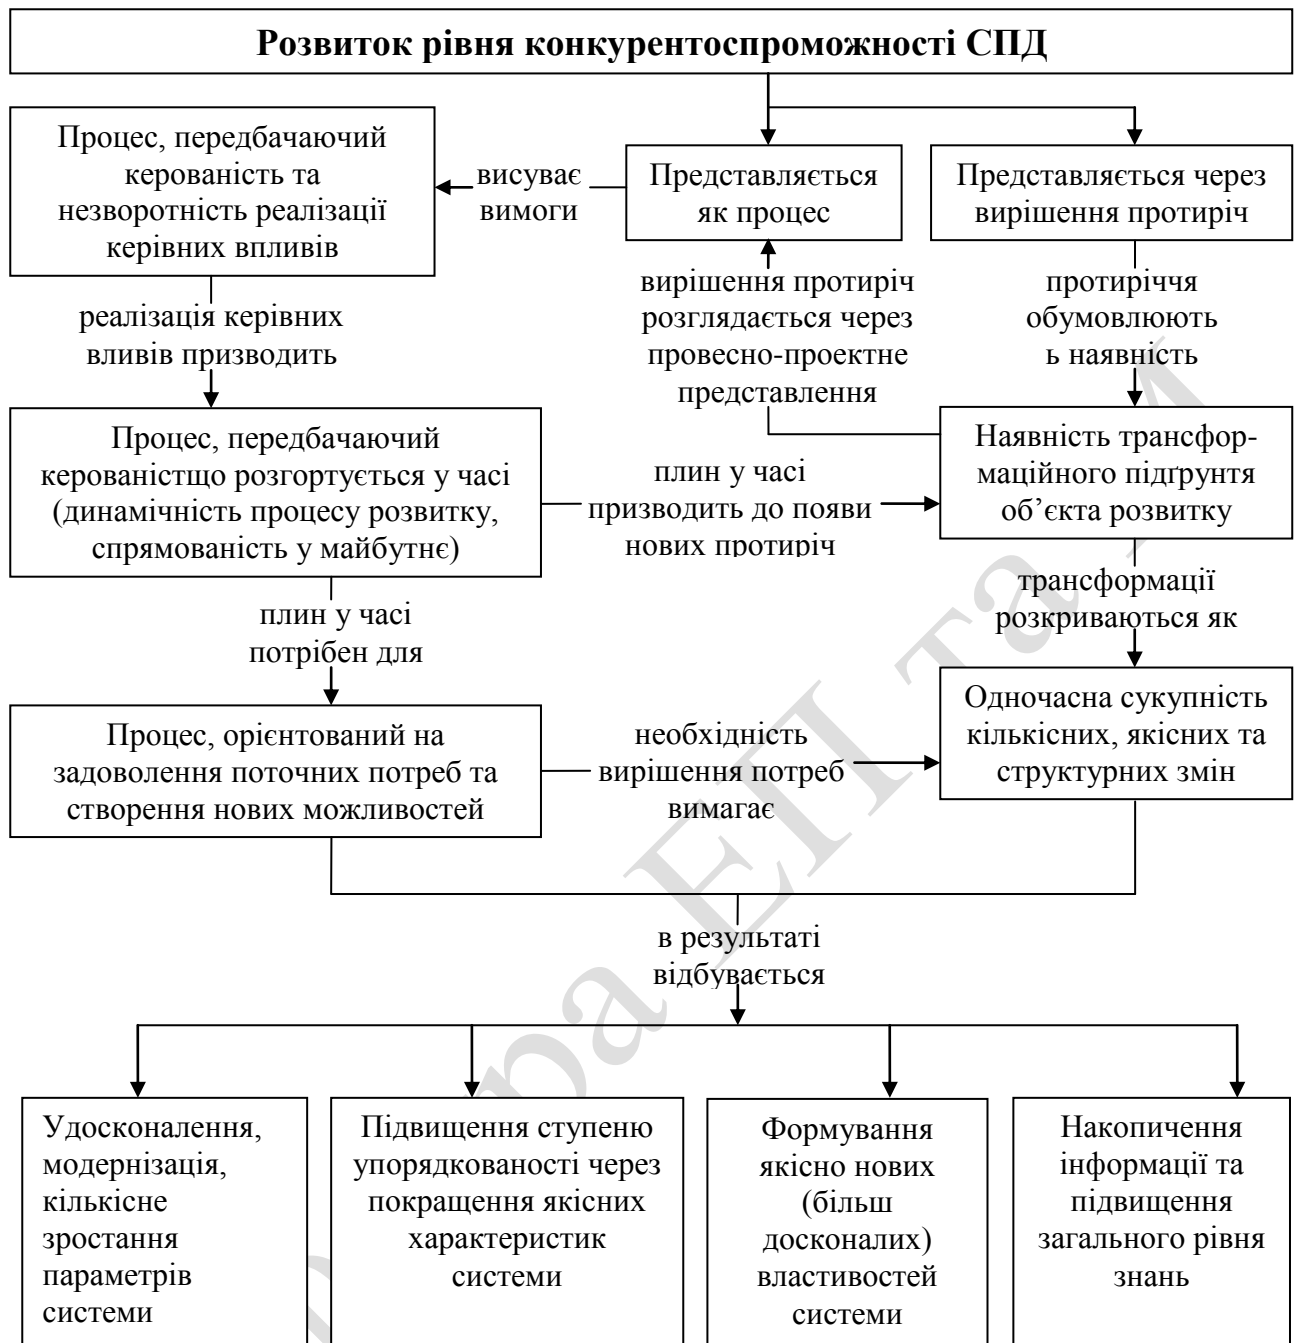 Розвиток рівня конкурентоспроможності СПД
Процес, передбачаючий
керованість та
незворотність реалізації
керівних впливів
висуває
вимоги
Представляється
як процес
Представляється через
вирішення протиріч
реалізація керівних
вливів призводить
вирішення протиріч
розглядається через
провесно-проектне
представлення
протиріччя
обумовлюють
ь наявність
Процес, передбачаючий
керованістщо розгортується у часі
(динамічність процесу розвитку,
спрямованість у майбутнє)
плин у часі
призводить до появи
нових протиріч
Наявність трансфор-
маційного підґрунтя
об’єкта розвитку
плин у часі
потрібен для
трансформації
розкриваються як
Процес, орієнтований на
задоволення поточних потреб та
створення нових можливостей
необхідність
вирішення потреб
вимагає
Одночасна сукупність
кількісних, якісних та
структурних змін
в результаті
відбувається
Удосконалення,
модернізація,
кількісне
зростання
параметрів
системи
Підвищення ступеню
упорядкованості через
покращення якісних
характеристик
системи
Формування
якісно нових
(більш
досконалих)
властивостей
системи
Накопичення
інформації та
підвищення
загального рівня
знань
ра ЕП та М